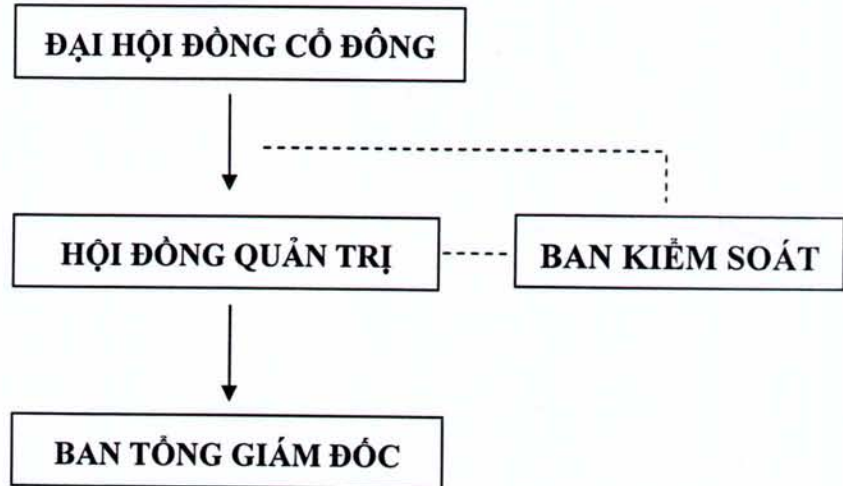 ĐẠI HỘI ĐỒNG CỔ ĐÔNG
HỘI ĐỒNG QUẢN TRỊ
BAN KIỂM SOÁT
BAN TỔNG GIÁM ĐỐC